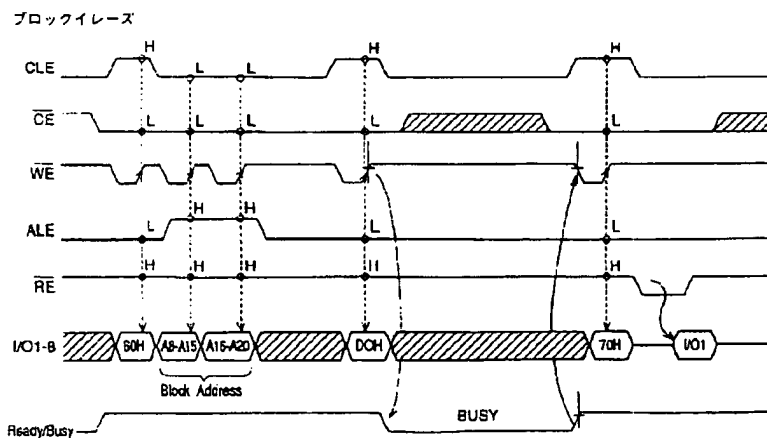 ブロックイレーズ
CLE H L L H H
CE L L L L L
WE
ALE L H H L L
RE H H H H H
I/O1-8 60H A8-A15 A16-A20 D0H 70H I/O1
Block Address
Ready/Busy BUSY